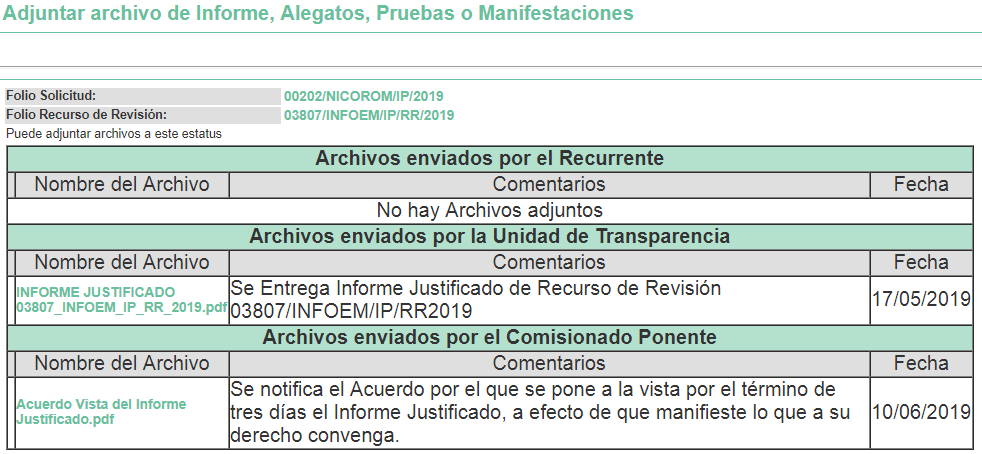 Adjuntar archivo de Informe, Alegatos, Pruebas o Manifestaciones
Folio Solicitud: 00202/NICOROM/IP/2019
Folio Recurso de Revisión: 03807/INFOEM/IP/RR/2019
Puede adjuntar archivos a este estatus
Archivos enviados por el Recurrente
Nombre del Archivo Comentarios Fecha
No hay Archivos adjuntos
Archivos enviados por la Unidad de Transparencia
Nombre del Archivo Comentarios Fecha
INFORME JUSTIFICADO
03807_INFOEM_IP_RR_2019.pdf
Se Entrega Informe Justificado de Recurso de Revisión
03807/INFOEM/IP/RR2019
17/05/2019
Archivos enviados por el Comisionado Ponente
Nombre del Archivo Comentarios Fecha
Acuerdo Vista del Informe
Justificado.pdf
Se notifica el Acuerdo por el que se pone a la vista por el término de
tres días el Informe Justificado, a efecto de que manifieste lo que a su
derecho convenga.
10/06/2019